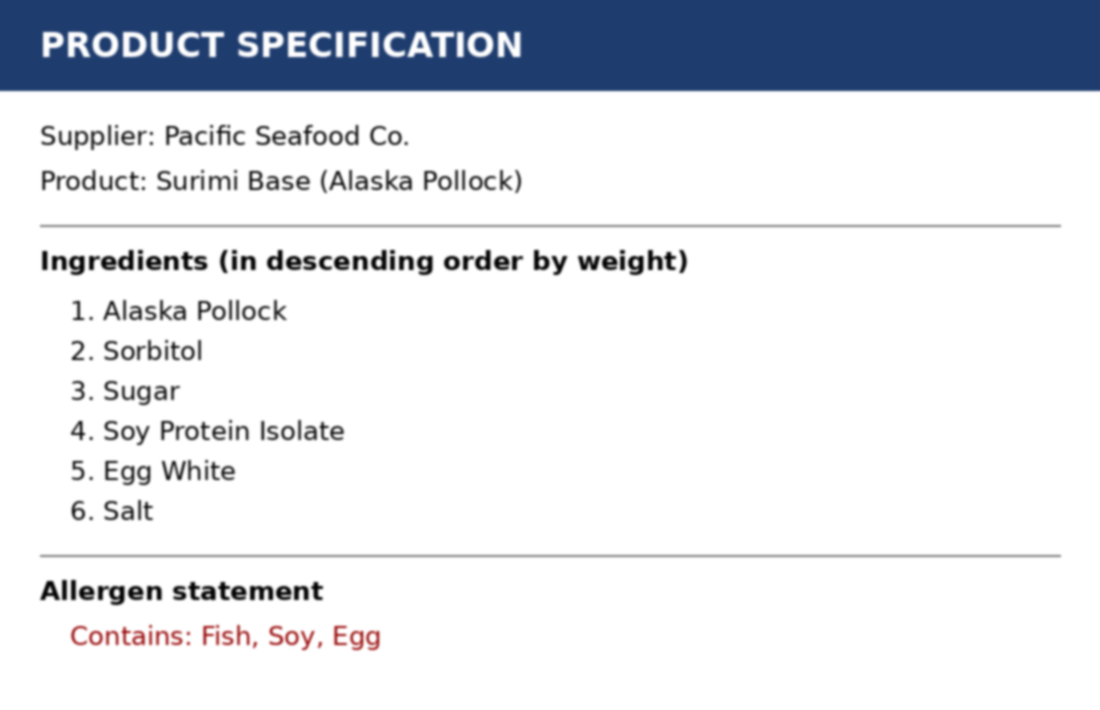 PRODUCT SPECIFICATION
Supplier: Pacific Seafood Co.
Product: Surimi Base (Alaska Pollock)
Ingredients (in descending order by weight)
1. Alaska Pollock
2. Sorbitol
3. Sugar
4. Soy Protein Isolate
5. Egg White
6. Salt
Allergen statement
Contains: Fish, Soy, Egg